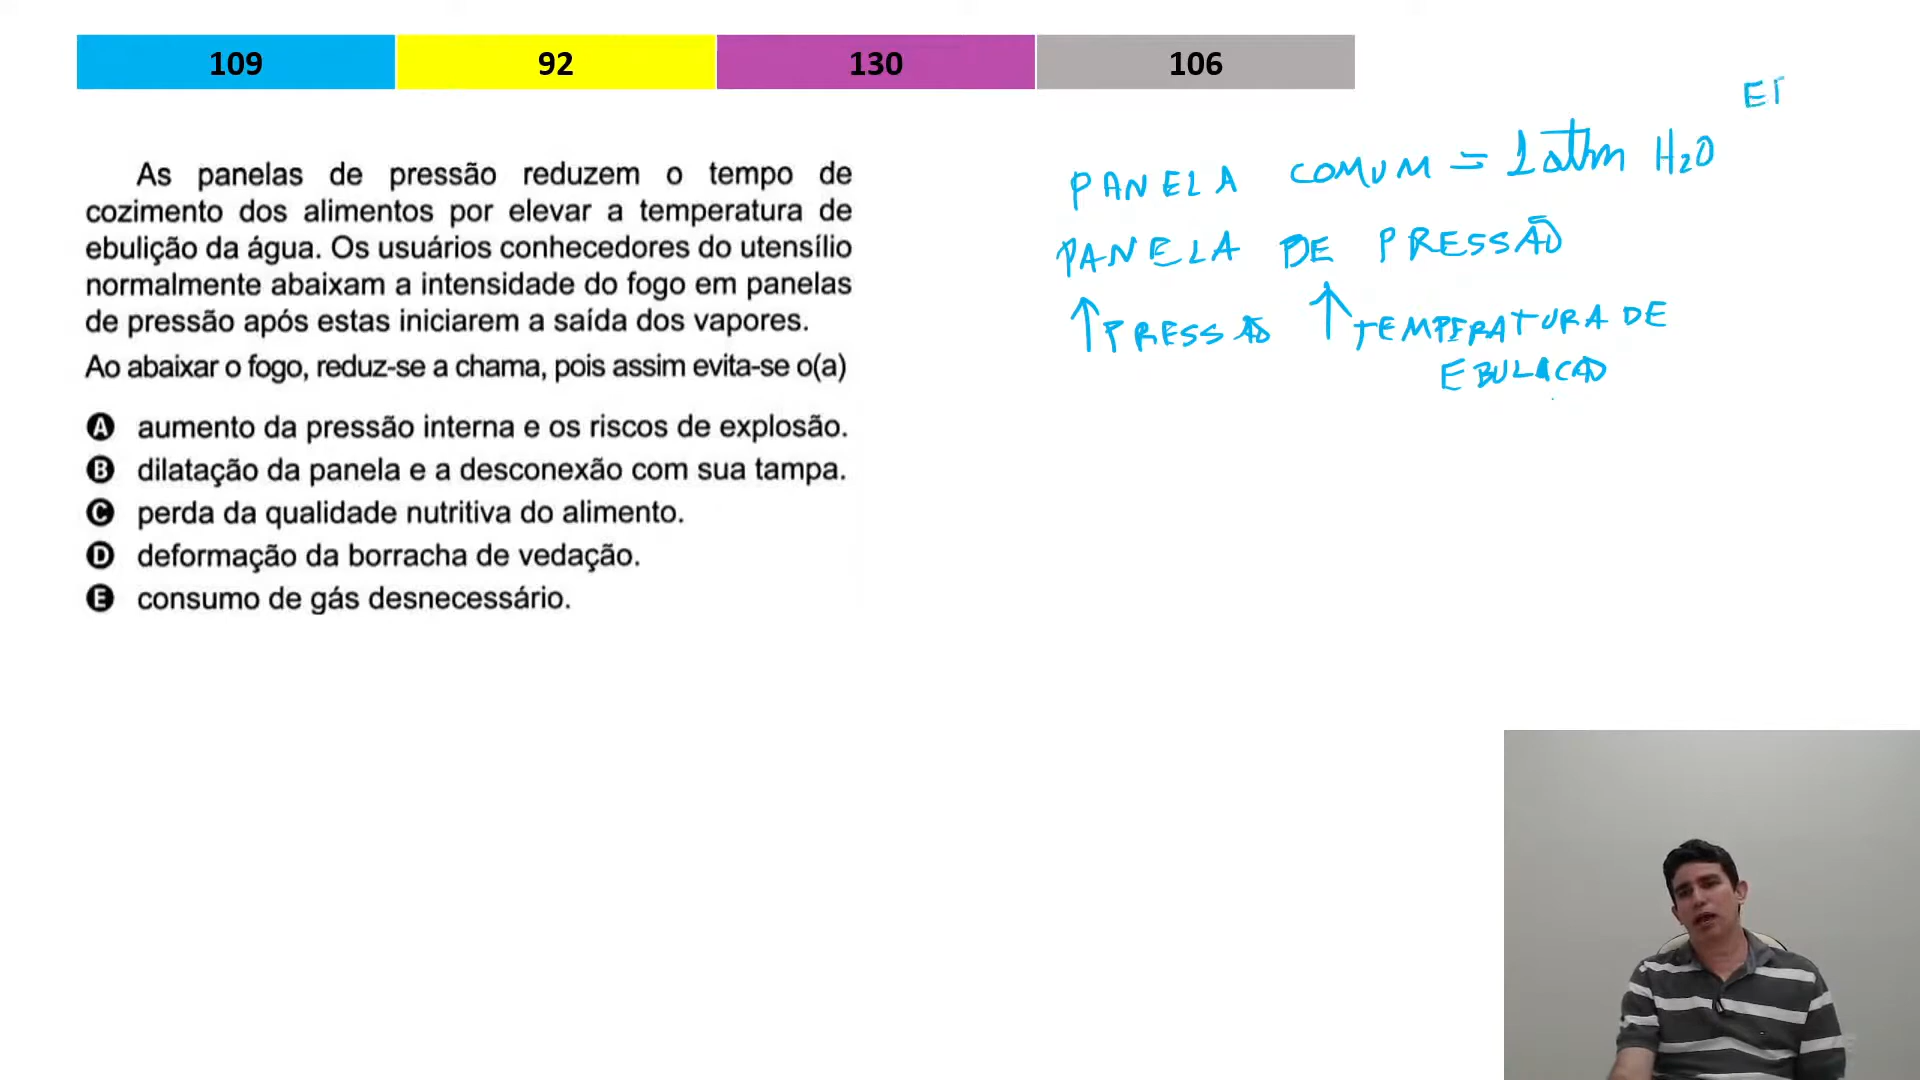 109 92 130 106
EI
PANELA COMUM = 1 atm H2O
PANELA DE PRESSÃO
↑ PRESSÃO ↑ TEMPERATURA DE
EBULIÇÃO
As panelas de pressão reduzem o tempo de
cozimento dos alimentos por elevar a temperatura de
ebulição da água. Os usuários conhecedores do utensílio
normalmente abaixam a intensidade do fogo em panelas
de pressão após estas iniciarem a saída dos vapores.
Ao abaixar o fogo, reduz-se a chama, pois assim evita-se o(a)
A aumento da pressão interna e os riscos de explosão.
B dilatação da panela e a desconexão com sua tampa.
C perda da qualidade nutritiva do alimento.
D deformação da borracha de vedação.
E consumo de gás desnecessário.